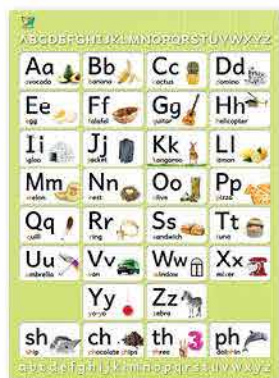 ABCDEFGHIJKLMNOPQRSTUVWXYZ
Aa Bb Cc Dd
avocado banana cactus domino
Ee Ff Gg Hh
egg falafel guitar helicopter
Ii Jj Kk Ll
igloo jacket kangaroo lemon
Mm Nn Oo Pp
melon nest olive pizza
Qq Rr Ss Tt
quill ring sandwich tuna
Uu Vv Ww Xx
umbrella van window mixer
Yy Zz
yo-yo zebra
sh ch th ph
ship chocolate chips three dolphin
abcdefghijklmnopqrstuvwxyz